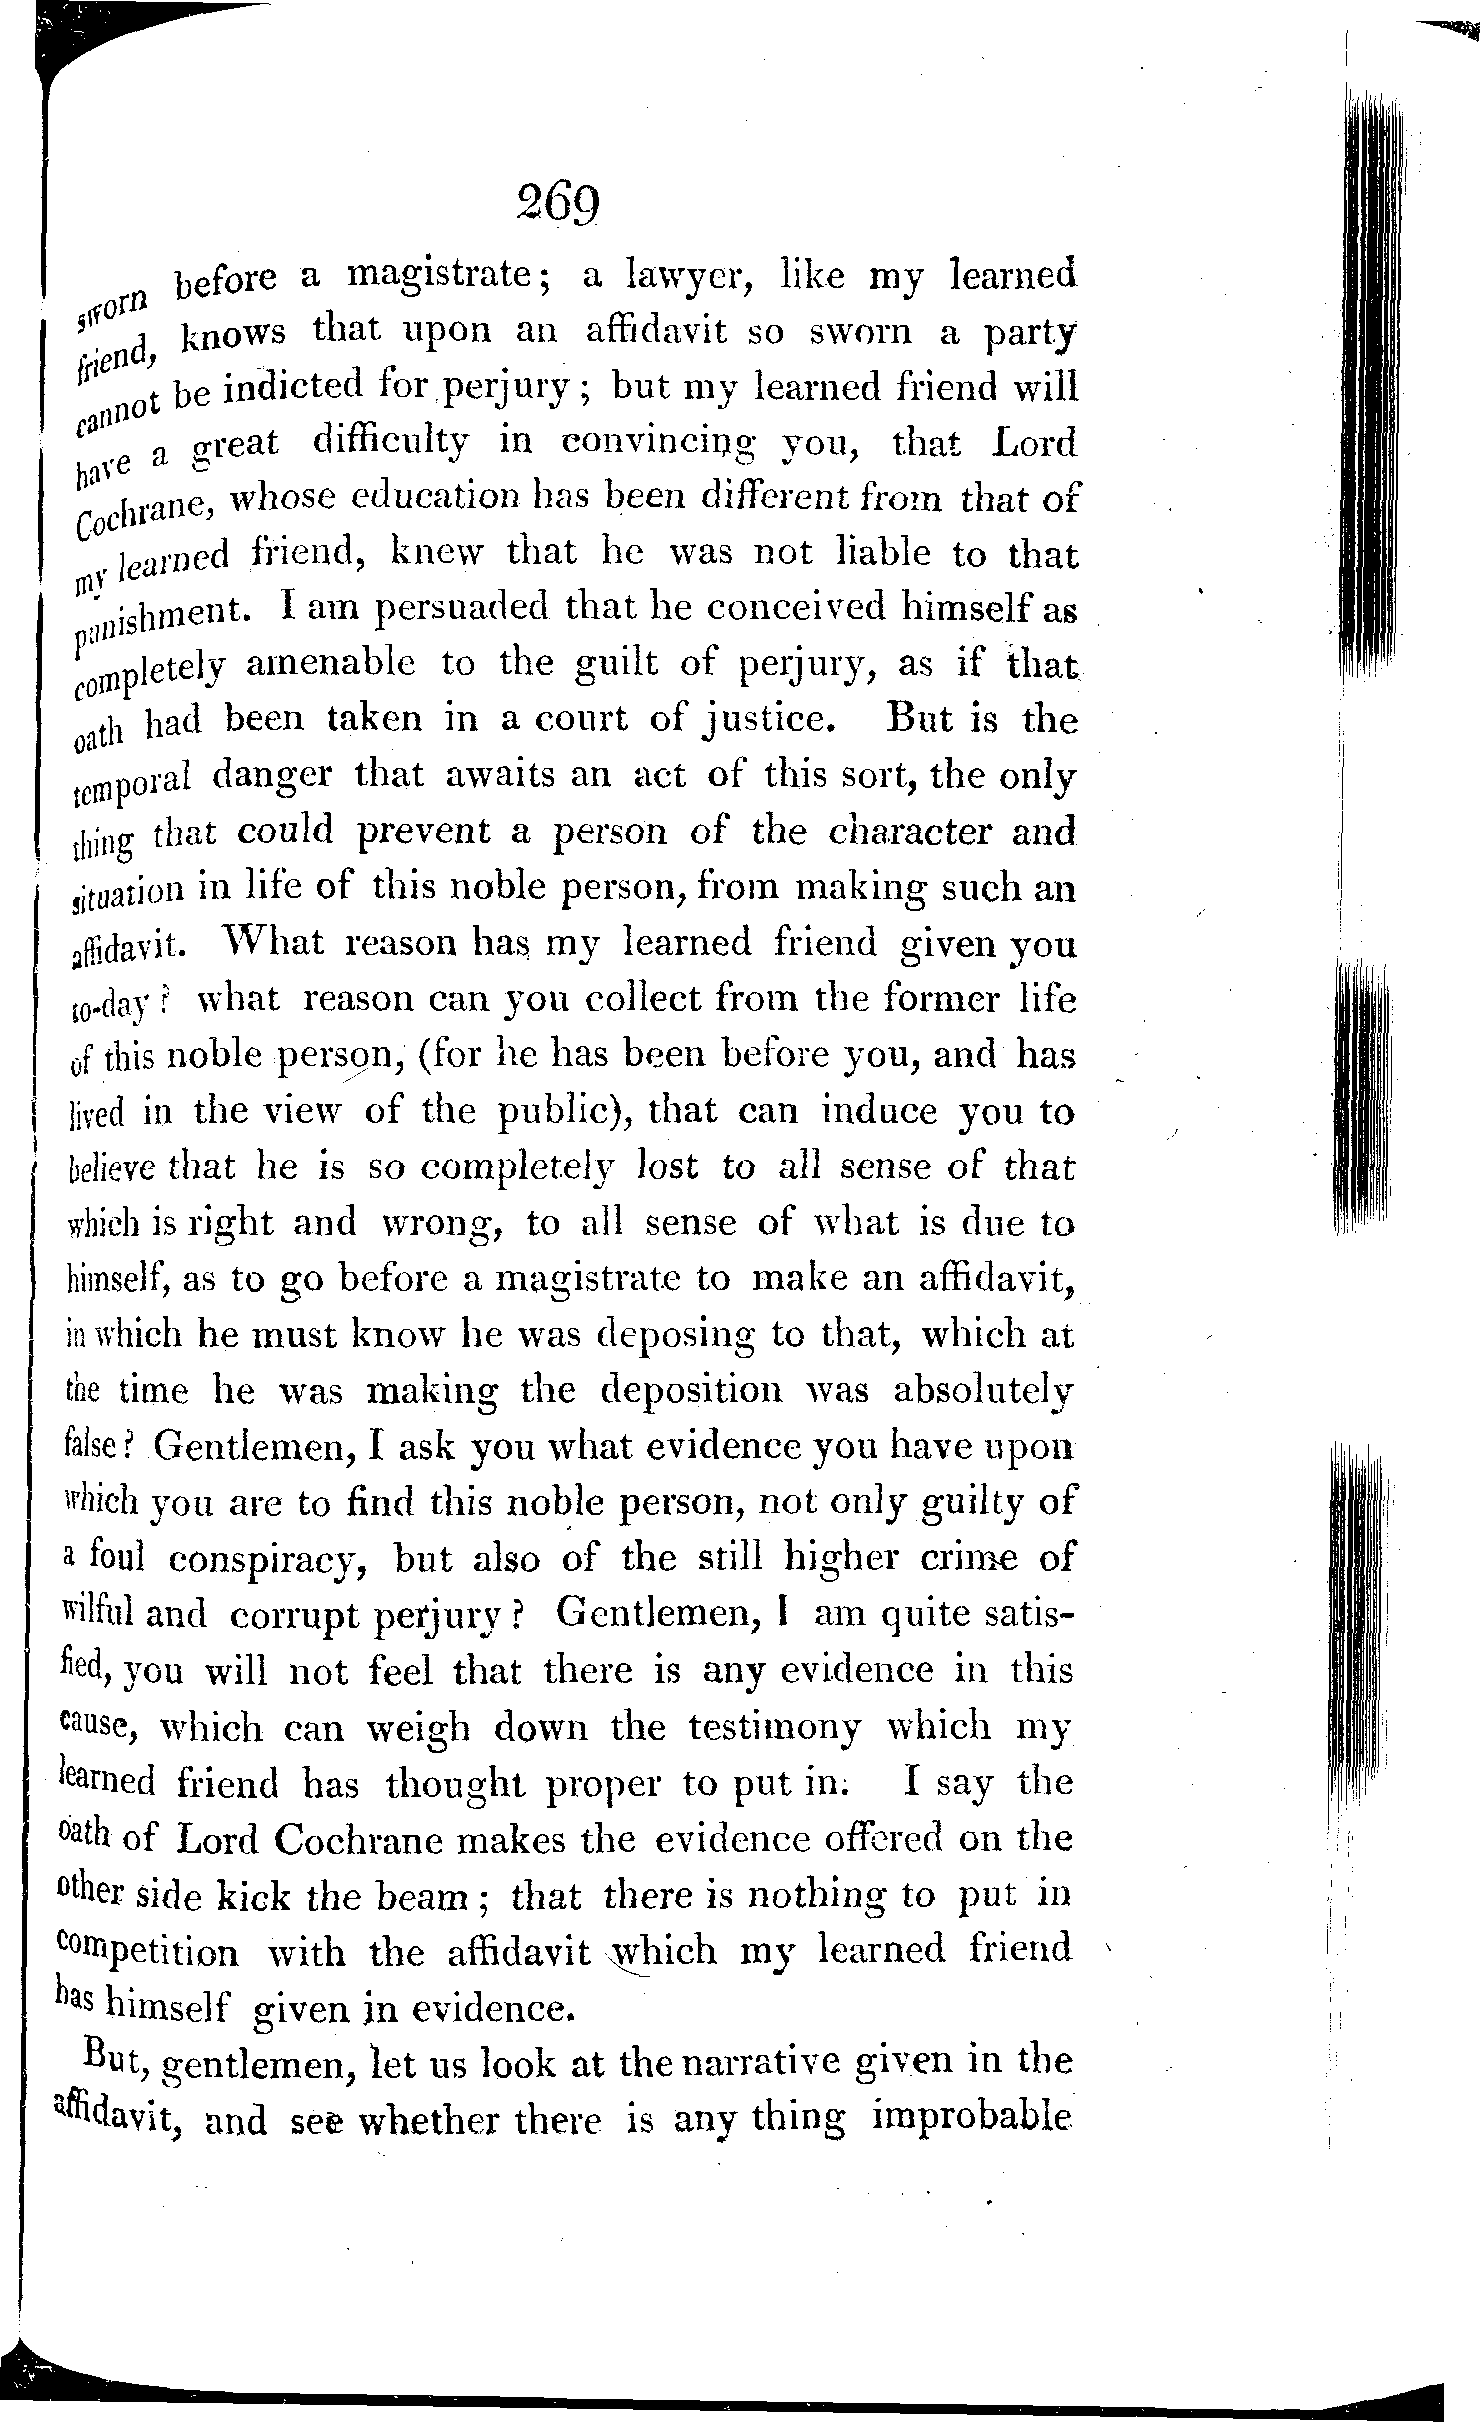 269
sworn before a magistrate; a lawyer, like my learned
friend, knows that upon an affidavit so sworn a party
cannot be indicted for perjury; but my learned friend will
have a great difficulty in convincing you, that Lord
Cochrane, whose education has been different from that of
my learned friend, knew that he was not liable to that
punishment. I am persuaded that he conceived himself as
completely amenable to the guilt of perjury, as if that
oath had been taken in a court of justice. But is the
temporal danger that awaits an act of this sort, the only
thing that could prevent a person of the character and
situation in life of this noble person, from making such an
affidavit. What reason has my learned friend given you
to-day? what reason can you collect from the former life
of this noble person, (for he has been before you, and has
lived in the view of the public), that can induce you to
believe that he is so completely lost to all sense of that
which is right and wrong, to all sense of what is due to
himself, as to go before a magistrate to make an affidavit,
in which he must know he was deposing to that, which at
the time he was making the deposition was absolutely
false? Gentlemen, I ask you what evidence you have upon
which you are to find this noble person, not only guilty of
a foul conspiracy, but also of the still higher crime of
wilful and corrupt perjury? Gentlemen, I am quite satis-
fied, you will not feel that there is any evidence in this
cause, which can weigh down the testimony which my
learned friend has thought proper to put in. I say the
oath of Lord Cochrane makes the evidence offered on the
other side kick the beam; that there is nothing to put in
competition with the affidavit which my learned friend
has himself given in evidence.
But, gentlemen, let us look at the narrative given in the
affidavit, and see whether there is any thing improbable